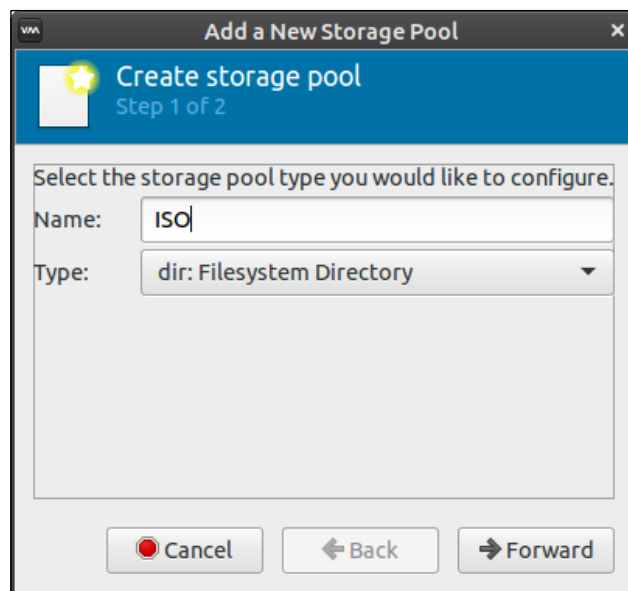 Add a New Storage Pool
Create storage pool
Step 1 of 2
Select the storage pool type you would like to configure.
Name: ISO
Type: dir: Filesystem Directory
Cancel Back Forward